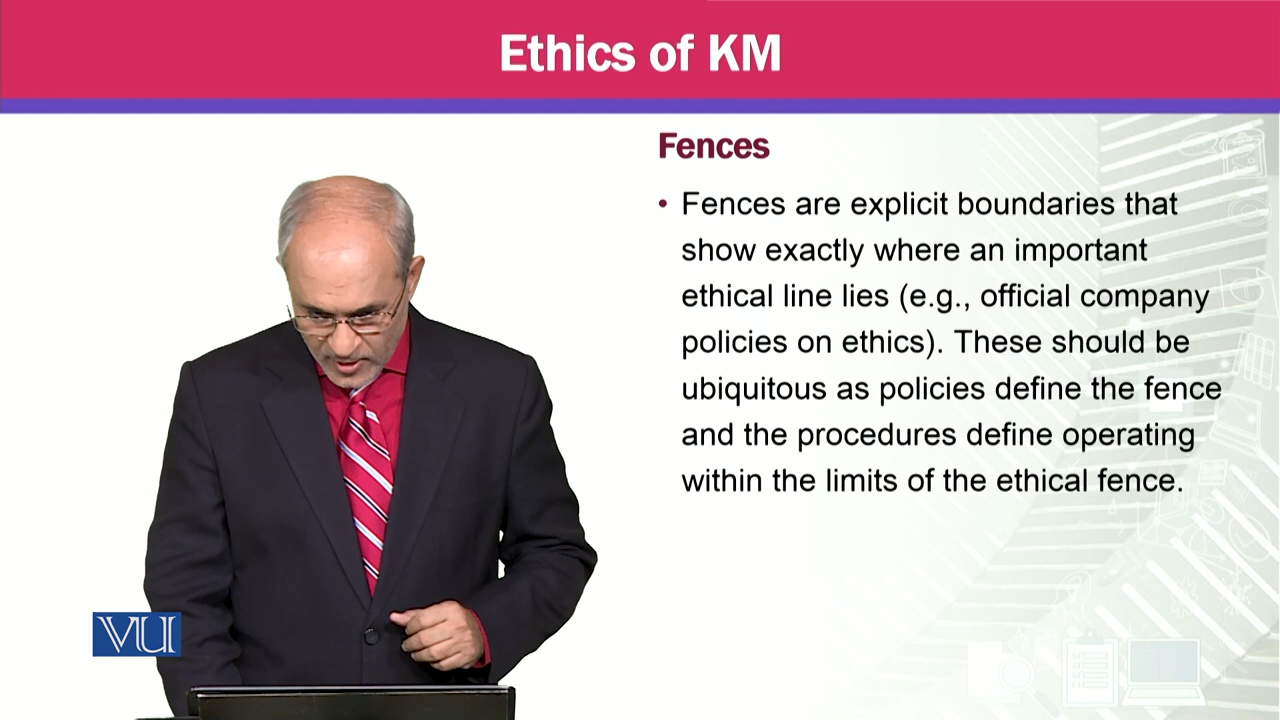 Ethics of KM
Fences
• Fences are explicit boundaries that
show exactly where an important
ethical line lies (e.g., official company
policies on ethics). These should be
ubiquitous as policies define the fence
and the procedures define operating
within the limits of the ethical fence.
VU